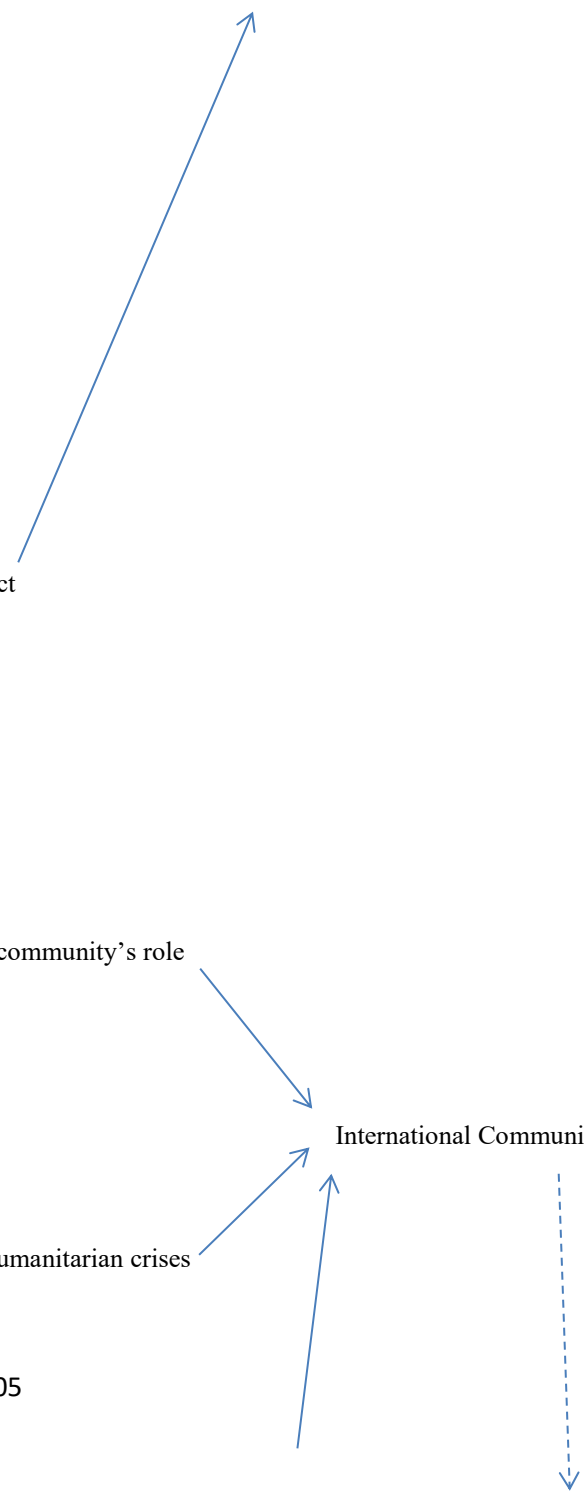 ct
community’s role
International Communi
umanitarian crises
05